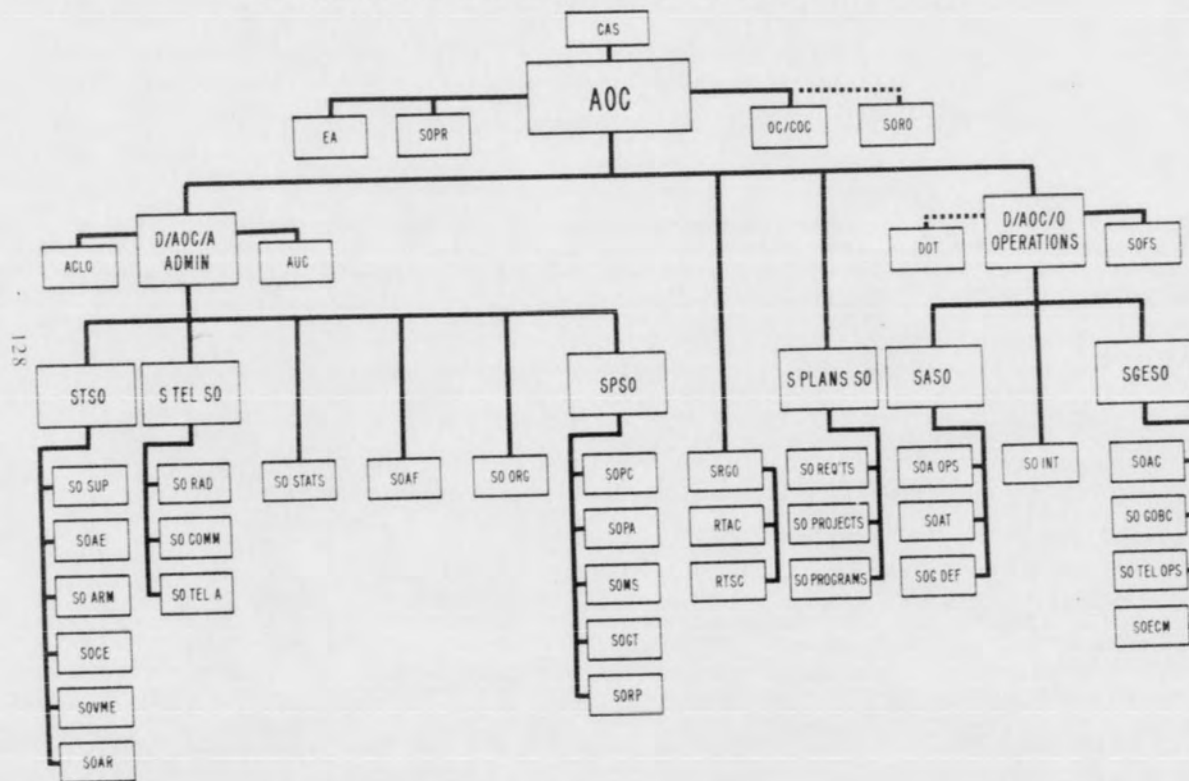 CAS
AOC
EA
SOPR
OC/COC
SORO
ACLO
D/AOC/A
ADMIN
AUC
DOT
D/AOC/O
OPERATIONS
SOFS
128
STSO
S TEL SO
SPSO
S PLANS SO
SASO
SGESO
SO SUP
SOAE
SO ARM
SOCE
SOVME
SOAR
SO RAD
SO COMM
SO TEL A
SO STATS
SOAF
SO ORG
SOPC
SOPA
SOMS
SOGT
SORP
SRGO
RTAC
RTSC
SO REQ'TS
SO PROJECTS
SO PROGRAMS
SOA OPS
SOAT
SOG DEF
SO INT
SOAC
SO GOBC
SO TEL OPS
SOECM